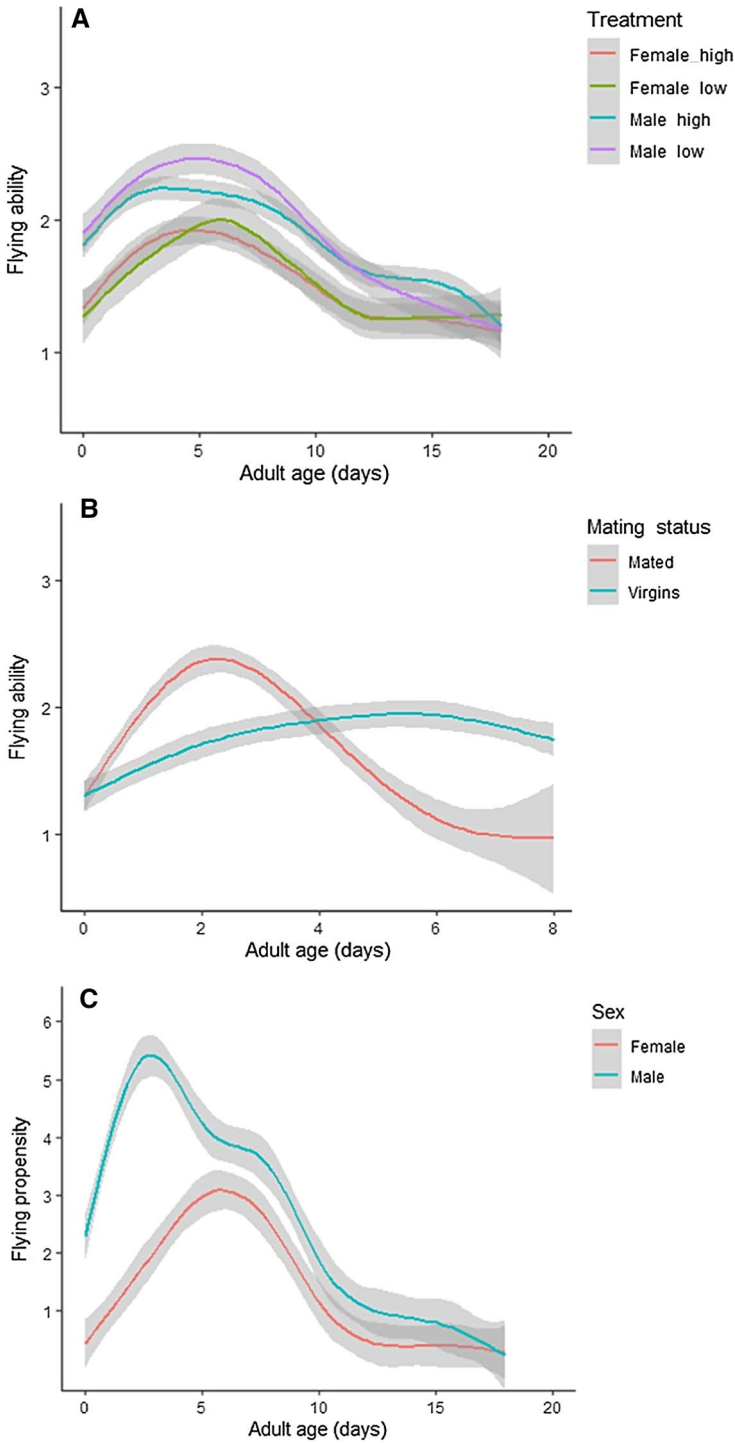 A
Treatment
Female_high
Female low
Male high
Male low
Flying ability
3
2
1
0 5 10 15 20
Adult age (days)
B
Mating status
Mated
Virgins
Flying ability
3
2
1
0 2 4 6 8
Adult age (days)
C
Sex
Female
Male
Flying propensity
6
5
4
3
2
1
0 5 10 15 20
Adult age (days)